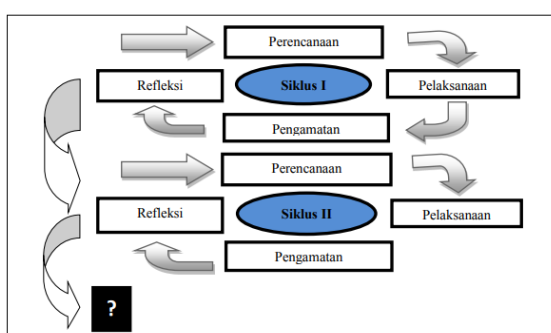 Perencanaan
Refleksi
Siklus I
Pelaksanaan
Pengamatan
Perencanaan
Refleksi
Siklus II
Pelaksanaan
Pengamatan
?